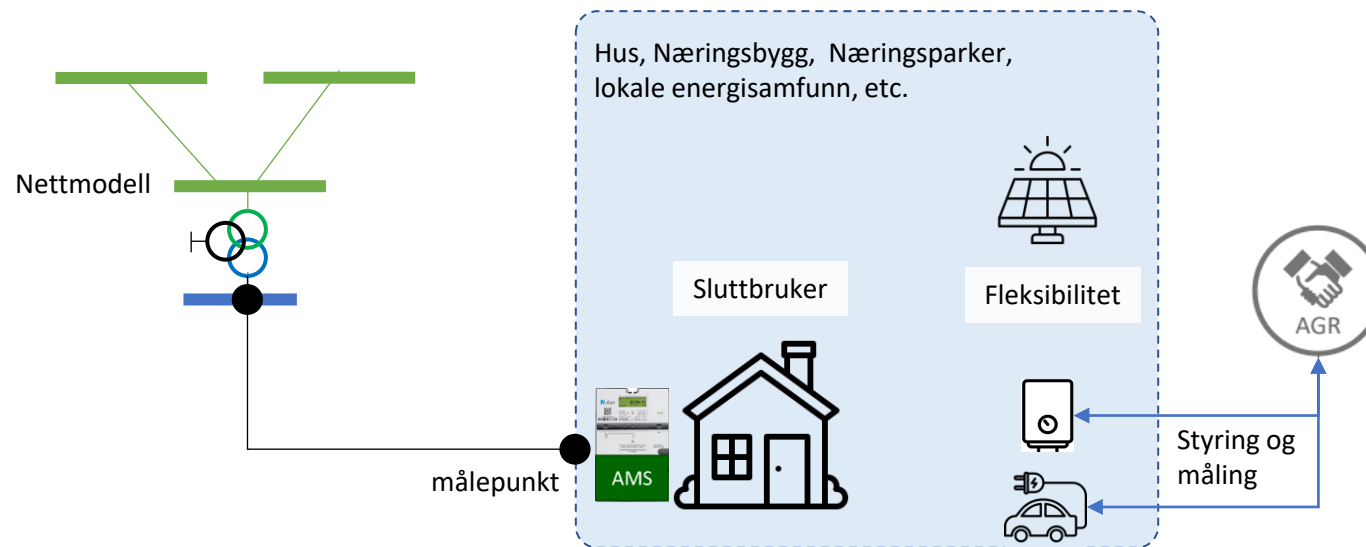 Hus, Næringsbygg,  Næringsparker,
lokale energisamfunn, etc.
Nettmodell
Sluttbruker
Fleksibilitet
AGR
Styring og
måling
målepunkt
AMS